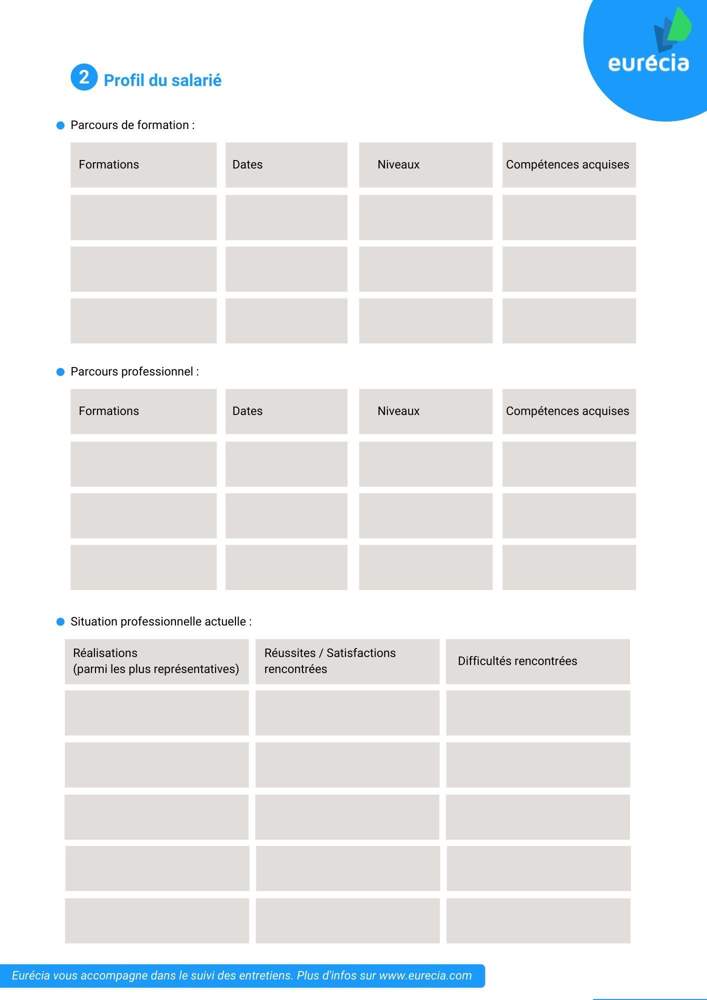 eurécia
2 Profil du salarié
Parcours de formation :
Formations Dates Niveaux Compétences acquises
Parcours professionnel :
Formations Dates Niveaux Compétences acquises
Situation professionnelle actuelle :
Réalisations
(parmi les plus représentatives)
Réussites / Satisfactions
rencontrées
Difficultés rencontrées
Eurécia vous accompagne dans le suivi des entretiens. Plus d'infos sur www.eurecia.com